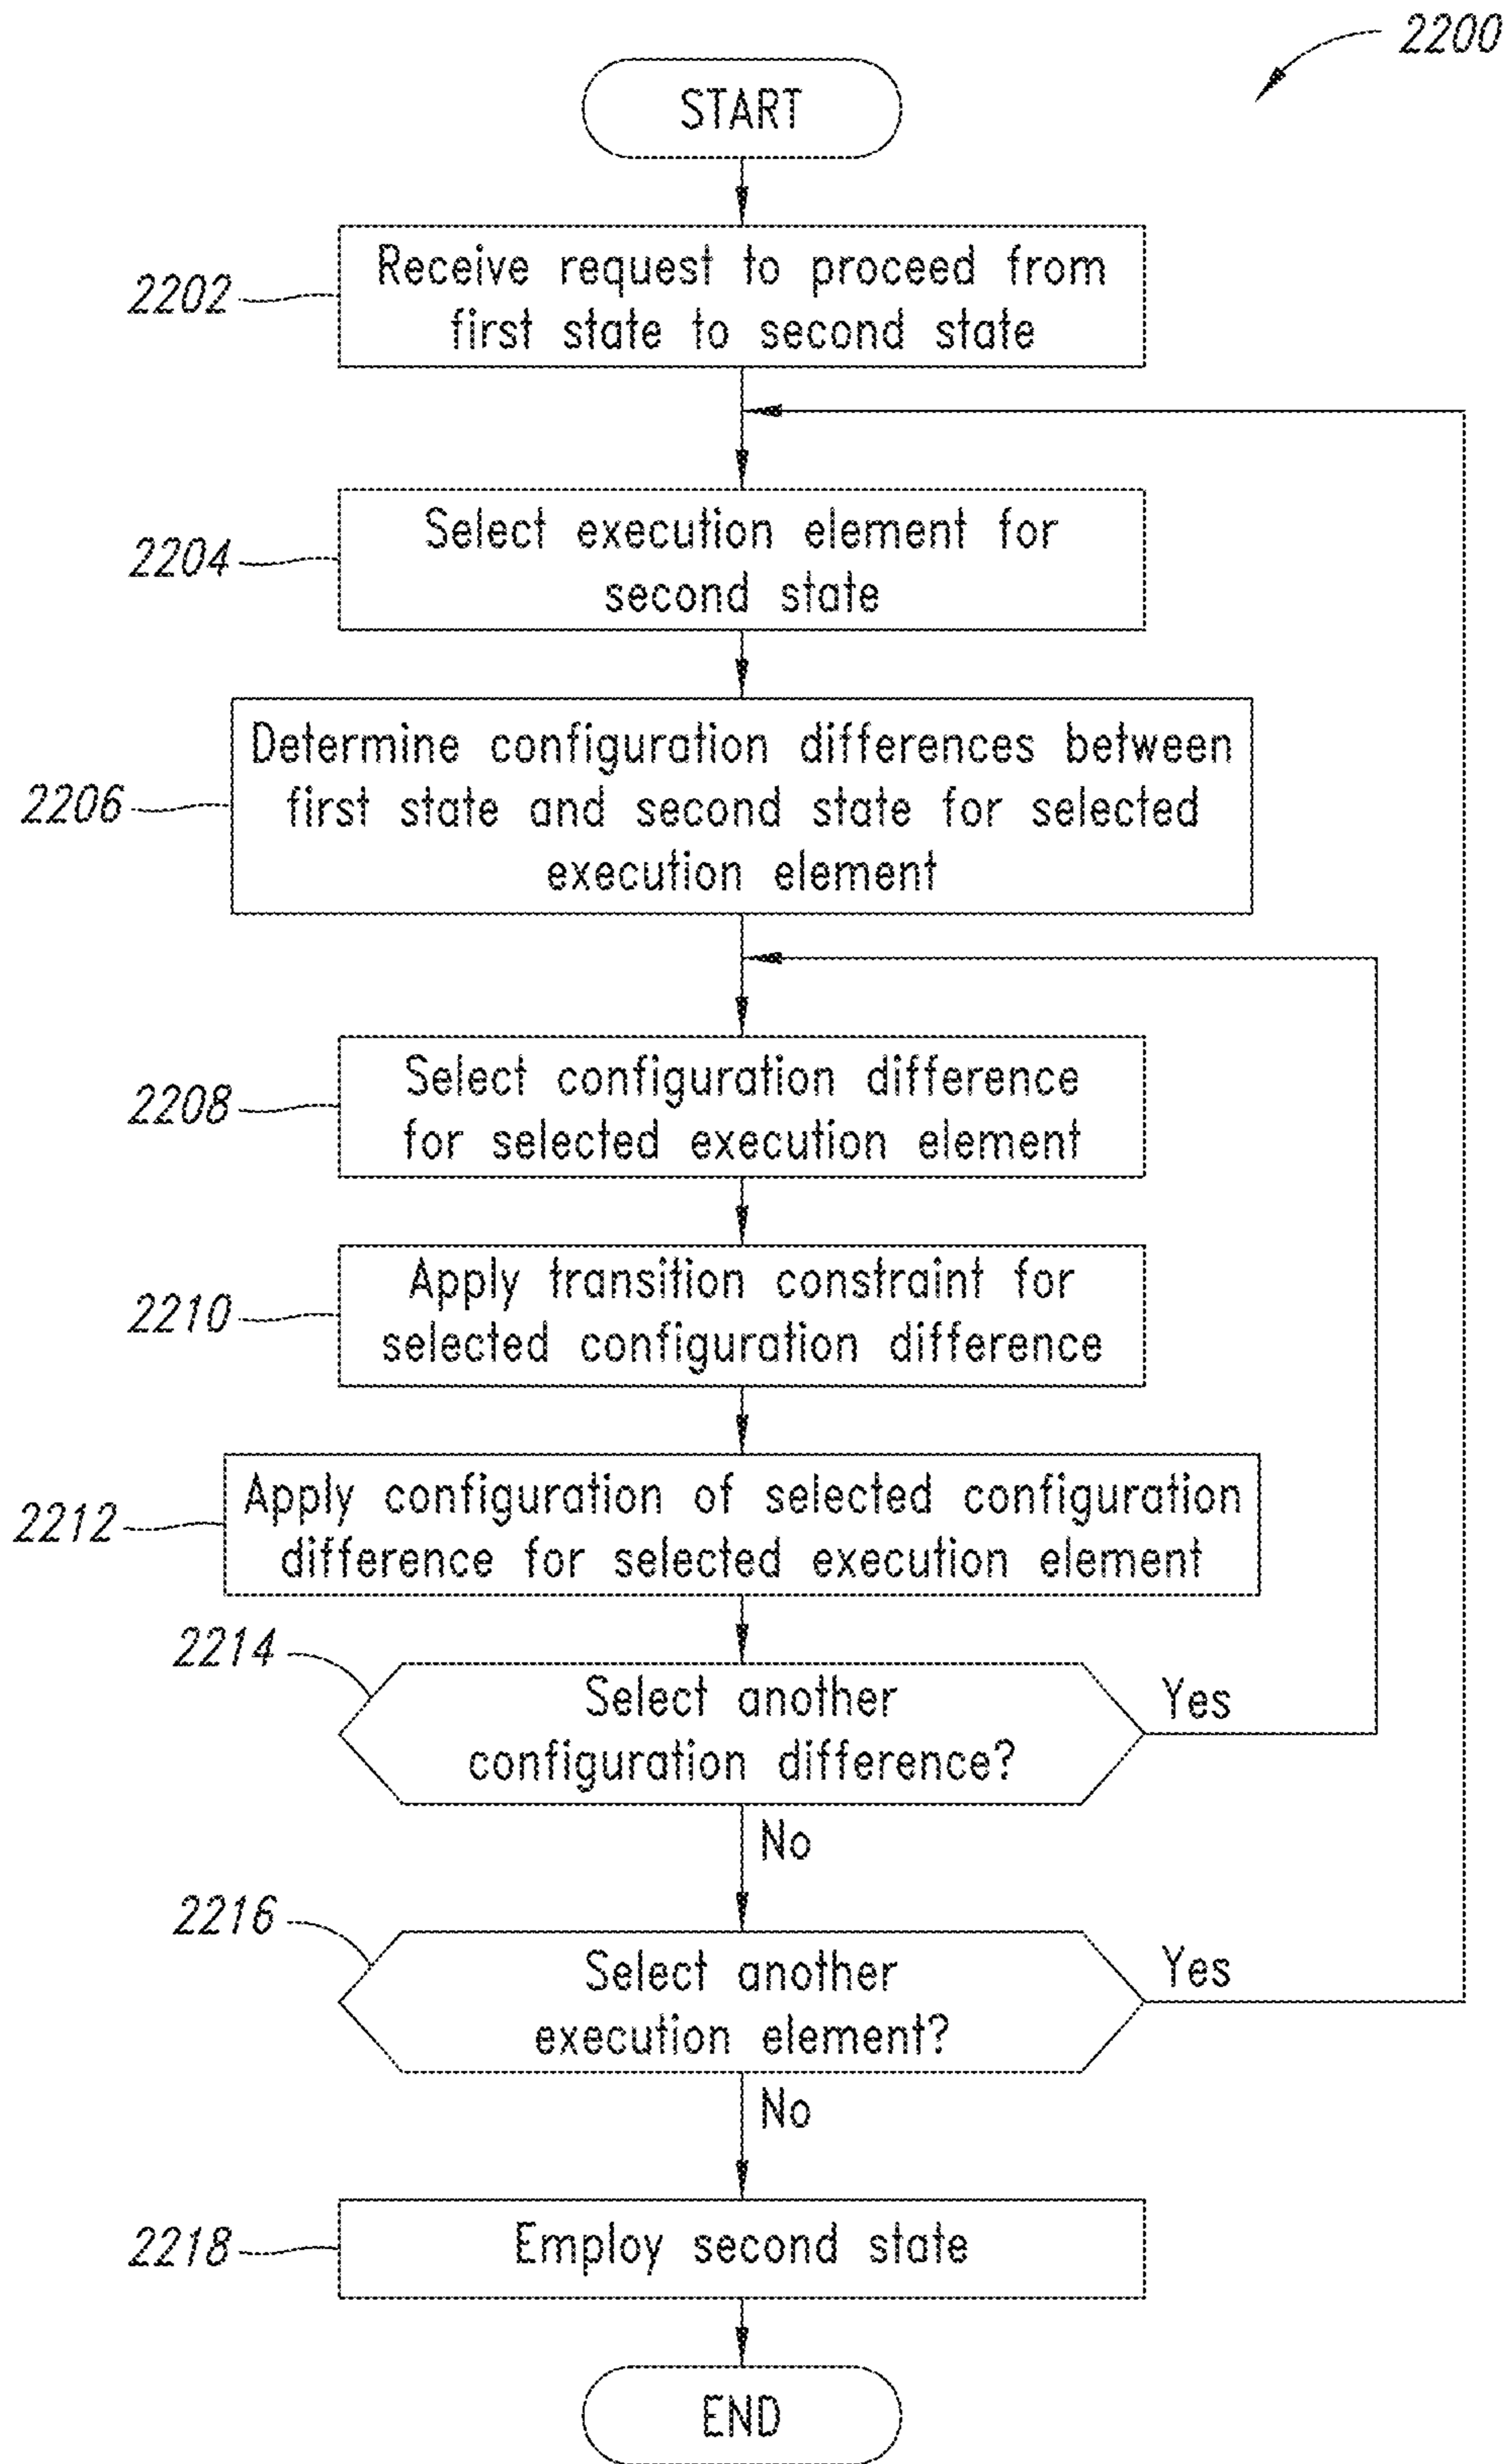 2200
START
2202
Receive request to proceed from
first state to second state
2204
Select execution element for
second state
2206
Determine configuration differences between
first state and second state for selected
execution element
2208
Select configuration difference
for selected execution element
2210
Apply transition constraint for
selected configuration difference
2212
Apply configuration of selected configuration
difference for selected execution element
2214
Select another
configuration difference?
Yes
No
2216
Select another
execution element?
Yes
No
2218
Employ second state
END